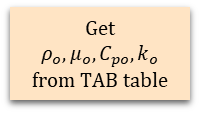 Get
ρₒ, μₒ, Cₚₒ, kₒ
from TAB table